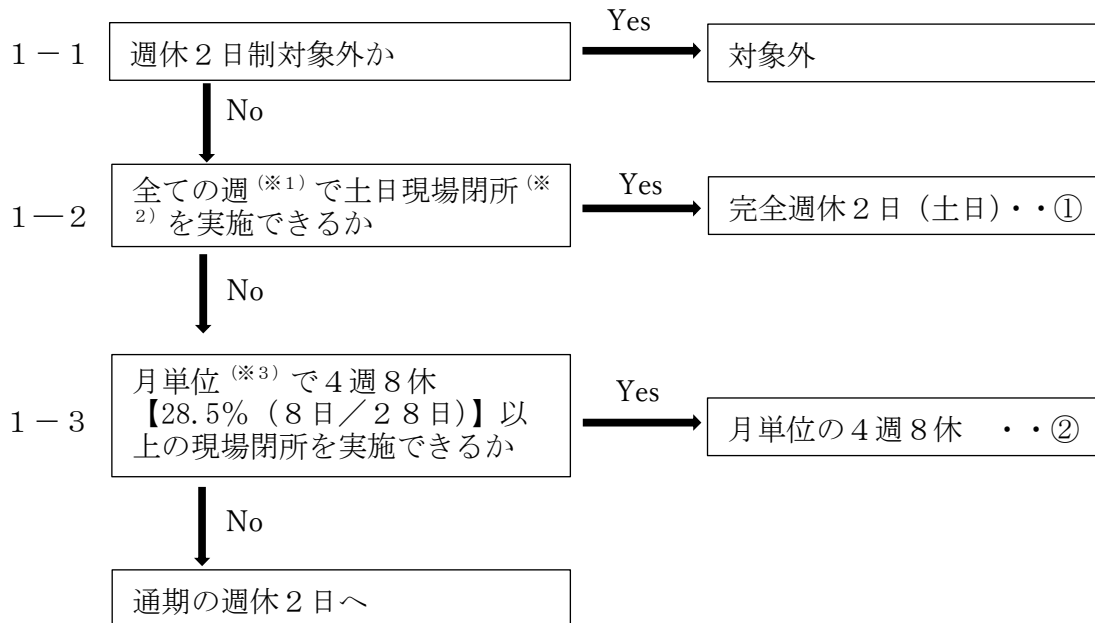 Yes
１－１
週休２日制対象外か
対象外
No
全ての週(※1)で土日現場閉所(※
2)を実施できるか
Yes
１―２
完全週休２日（土日）・・①
No
月単位(※3)で４週８休
【28.5%（８日／２８日）】以
上の現場閉所を実施できるか
Yes
１－３
月単位の４週８休　・・②
No
通期の週休２日へ